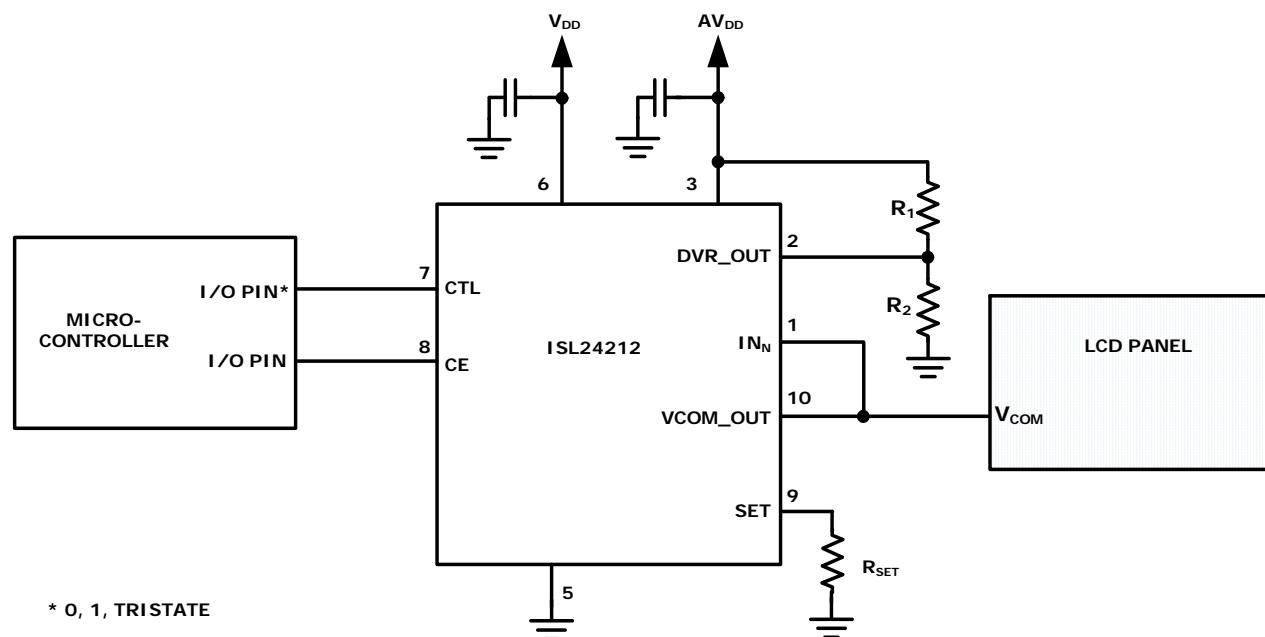 VDD
AVDD
6
3
R1
DVR_OUT
2
I/O PIN*
7
CTL
R2
MICRO-
CONTROLLER
1
ISL24212
INN
LCD PANEL
I/O PIN
8
CE
10
VCOM_OUT
VCOM
9
SET
RSET
5
* 0, 1, TRISTATE